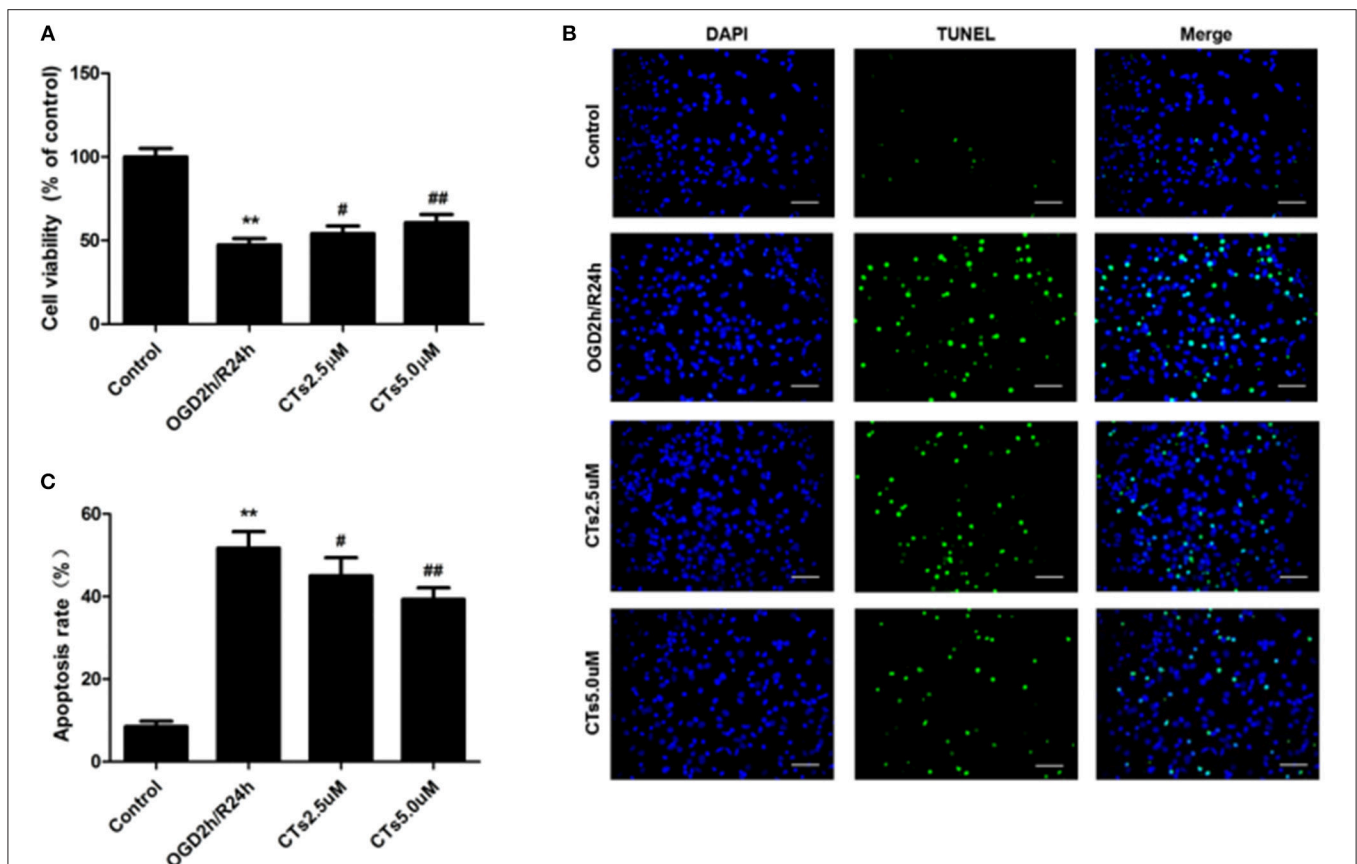 A
Cell viability (% of control)
150
100
50
0
**
#
##
Control
OGD2h/R24h
CTs2.5μM
CTs5.0μM
B
DAPI
TUNEL
Merge
Control
OGD2h/R24h
CTs2.5uM
CTs5.0uM
C
Apoptosis rate（%）
60
40
20
0
**
#
##
Control
OGD2h/R24h
CTs2.5uM
CTs5.0uM